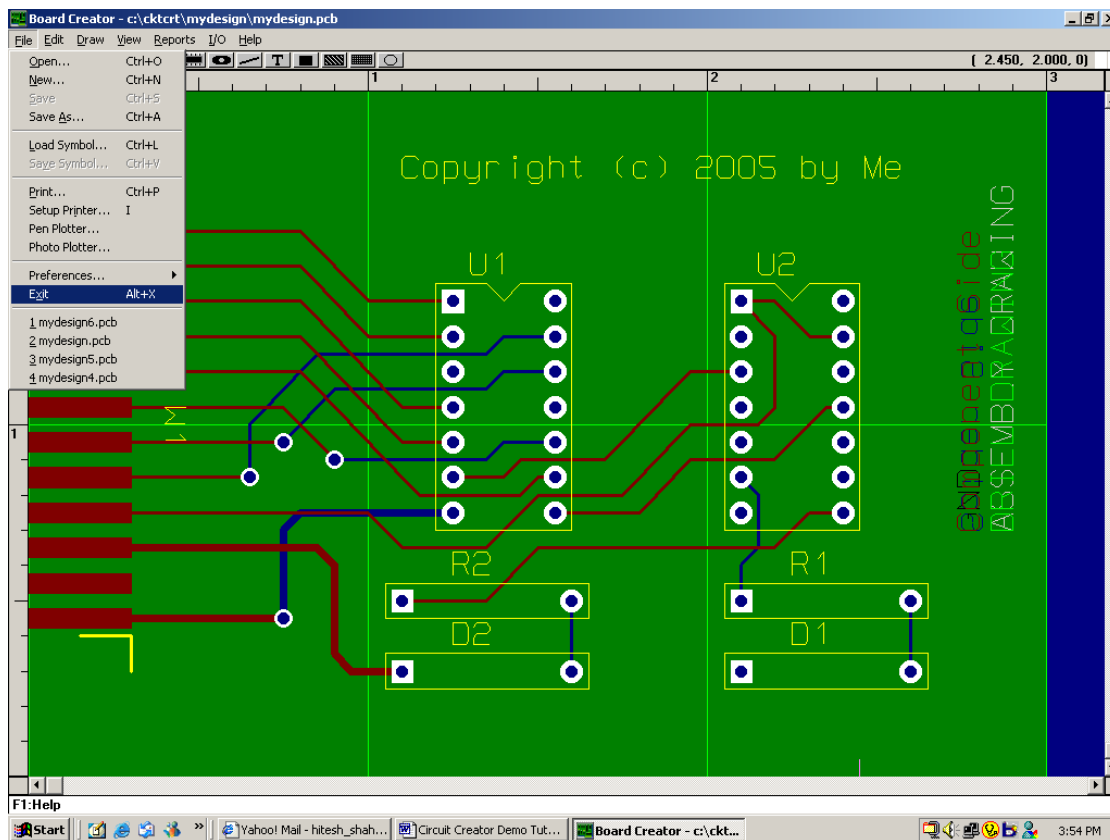 Board Creator - c:\cktcrt\mydesign\mydesign.pcb
File Edit Draw View Reports I/O Help
T
( 2.450, 2.000, 0)
Open... Ctrl+O
New... Ctrl+N
Save Ctrl+S
Save As... Ctrl+A
Load Symbol... Ctrl+L
Save Symbol... Ctrl+V
Print... Ctrl+P
Setup Printer... I
Pen Plotter...
Photo Plotter...
Preferences...
Exit Alt+X
1 mydesign6.pcb
2 mydesign.pcb
3 mydesign5.pcb
4 mydesign4.pcb
1 2 3
1
Copyright (c) 2005 by Me
U1 U2
R2 R1
D2 D1
F1:Help
Start » Yahoo! Mail - hitesh_shah... Circuit Creator Demo Tut... Board Creator - c:\ckt... 3:54 PM